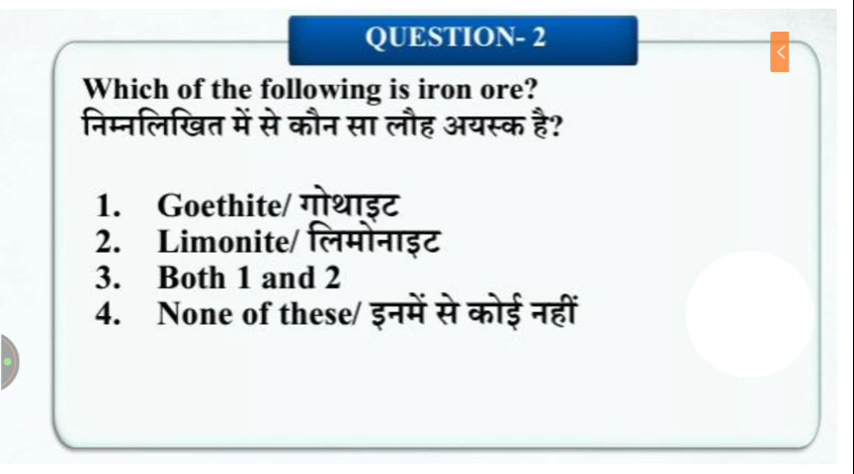 QUESTION- 2
Which of the following is iron ore?
निम्नलिखित में से कौन सा लौह अयस्क है?
1. Goethite/ गोथाइट
2. Limonite/ लिमोनाइट
3. Both 1 and 2
4. None of these/ इनमें से कोई नहीं